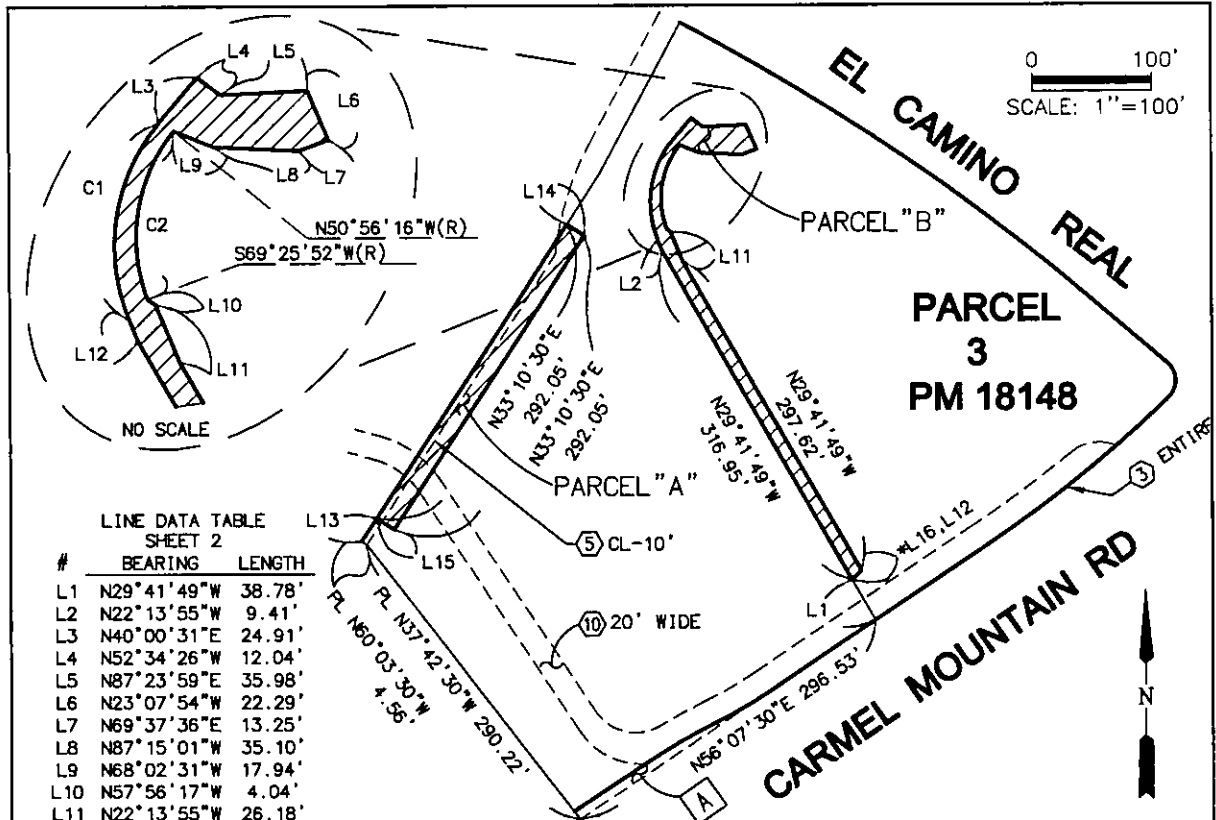 L4 L5
L3
L6
L9
L8
L7
C1
C2
N50°56'16"W(R)
S69°25'52"W(R)
L10
L12
L11
NO SCALE
0 100'
SCALE: 1"=100'
EL CAMINO REAL
L14
PARCEL"B"
L11
L2
PARCEL
3
PM 18148
N33°10'30"E
292.05'
N33°10'30"E
292.05'
N29°41'49"W
297.62'
N29°41'49"W
316.95'
PARCEL"A"
3 ENTIRE
L13
L15
5 CL-10'
*L16,L12
L1
10 20' WIDE
PL N37°42'30"W 290.22'
PL N60°03'30"W
4.56'
N56°07'30"E 296.53'
A
CARMEL MOUNTAIN RD
N
LINE DATA TABLE
SHEET 2
# BEARING LENGTH
L1 N29°41'49"W 38.78'
L2 N22°13'55"W 9.41'
L3 N40°00'31"E 24.91'
L4 N52°34'26"W 12.04'
L5 N87°23'59"E 35.98'
L6 N23°07'54"W 22.29'
L7 N69°37'36"E 13.25'
L8 N87°15'01"W 35.10'
L9 N68°02'31"W 17.94'
L10 N57°56'17"W 4.04'
L11 N22°13'55"W 26.18'